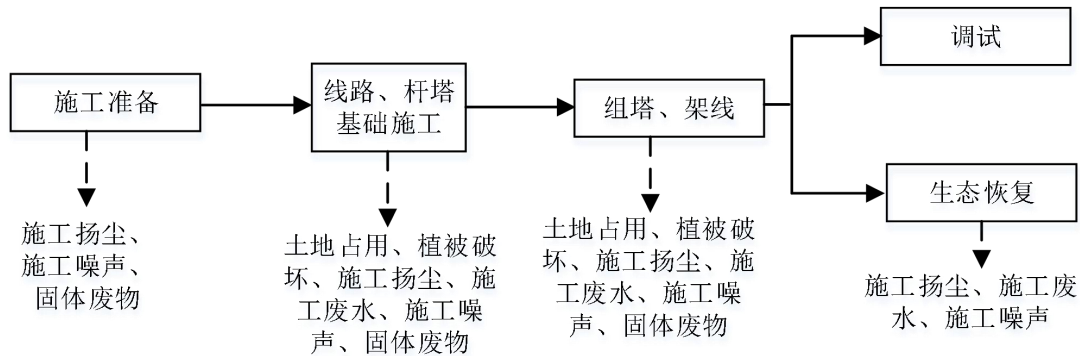 调试
施工准备
线路、杆塔
基础施工
组塔、架线
生态恢复
施工扬尘、
施工噪声、
固体废物
土地占用、植被破
坏、施工扬尘、施
工废水、施工噪
声、固体废物
土地占用、植被破
坏、施工扬尘、施
工废水、施工噪
声、固体废物
施工扬尘、施工废
水、施工噪声